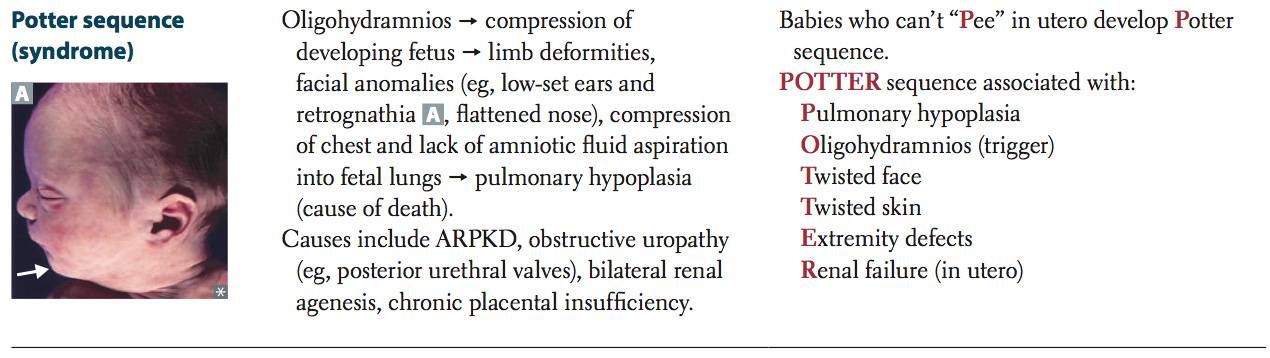 Potter sequence
(syndrome)
A
Oligohydramnios → compression of
developing fetus → limb deformities,
facial anomalies (eg, low-set ears and
retrognathia A, flattened nose), compression
of chest and lack of amniotic fluid aspiration
into fetal lungs → pulmonary hypoplasia
(cause of death).
Causes include ARPKD, obstructive uropathy
(eg, posterior urethral valves), bilateral renal
agenesis, chronic placental insufficiency.
Babies who can’t “Pee” in utero develop Potter
sequence.
POTTER sequence associated with:
Pulmonary hypoplasia
Oligohydramnios (trigger)
Twisted face
Twisted skin
Extremity defects
Renal failure (in utero)